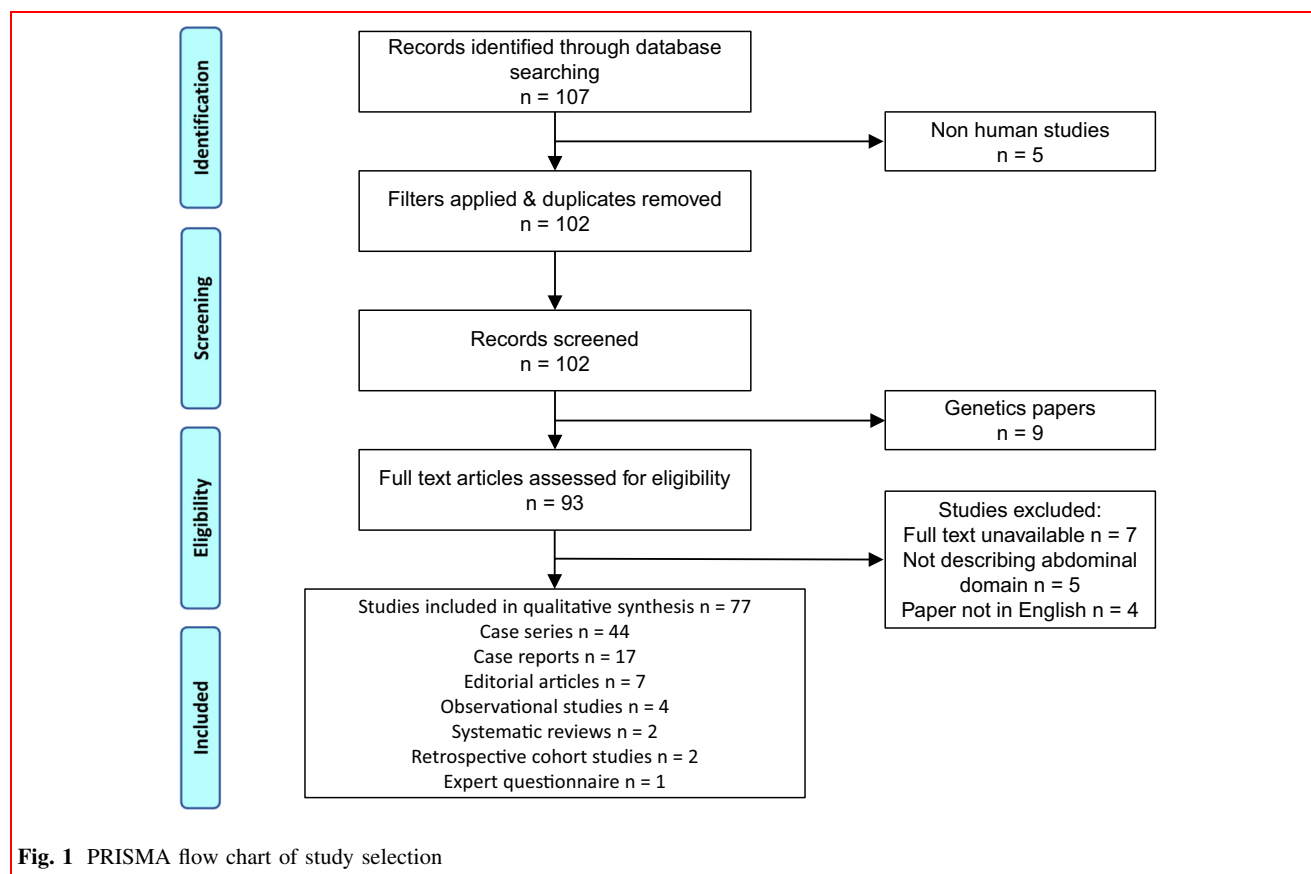 Identification
Records identified through database
searching
n = 107
Non human studies
n = 5
Filters applied & duplicates removed
n = 102
Screening
Records screened
n = 102
Genetics papers
n = 9
Eligibility
Full text articles assessed for eligibility
n = 93
Studies excluded:
Full text unavailable n = 7
Not describing abdominal
domain n = 5
Paper not in English n = 4
Included
Studies included in qualitative synthesis n = 77
Case series n = 44
Case reports n = 17
Editorial articles n = 7
Observational studies n = 4
Systematic reviews n = 2
Retrospective cohort studies n = 2
Expert questionnaire n = 1
Fig. 1 PRISMA flow chart of study selection